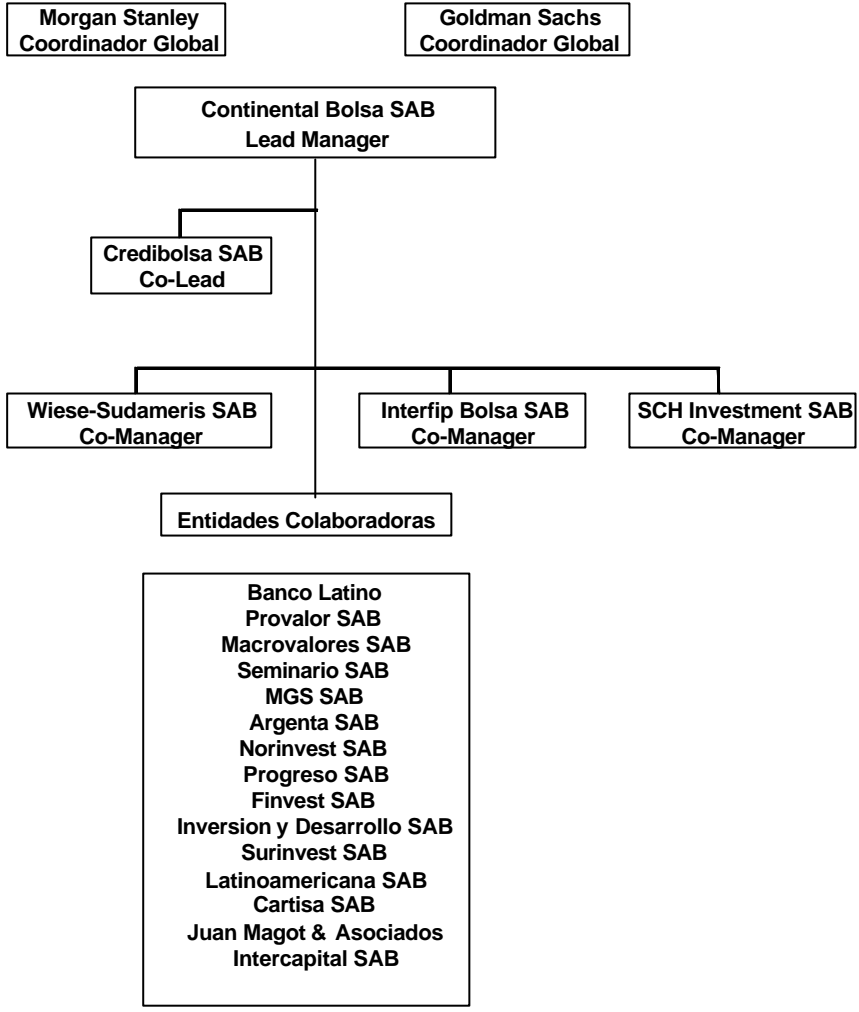 Morgan Stanley
Coordinador Global
Goldman Sachs
Coordinador Global
Continental Bolsa SAB
Lead Manager
Credibolsa SAB
Co-Lead
Wiese-Sudameris SAB
Co-Manager
Interfip Bolsa SAB
Co-Manager
SCH Investment SAB
Co-Manager
Entidades Colaboradoras
Banco Latino
Provalor SAB
Macrovalores SAB
Seminario SAB
MGS SAB
Argenta SAB
Norinvest SAB
Progreso SAB
Finvest SAB
Inversion y Desarrollo SAB
Surinvest SAB
Latinoamericana SAB
Cartisa SAB
Juan Magot & Asociados
Intercapital SAB